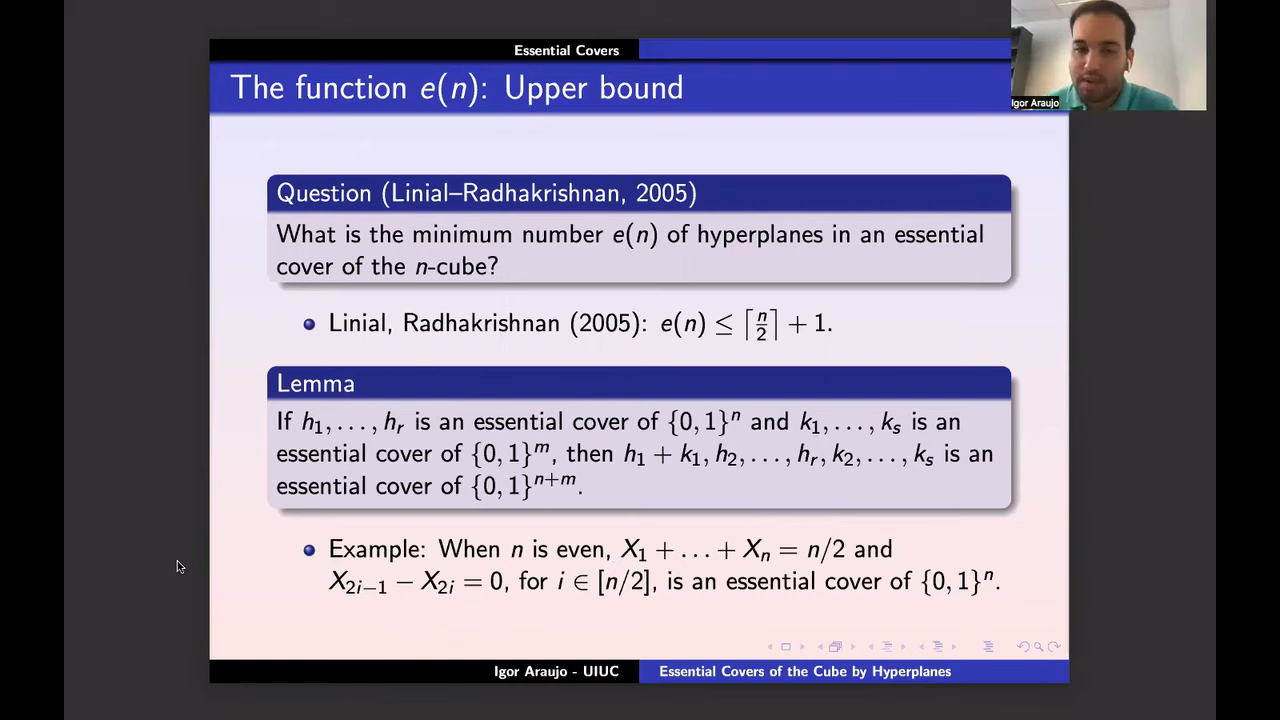 Essential Covers
The function e(n): Upper bound
Igor Araujo
Question (Linial–Radhakrishnan, 2005)
What is the minimum number e(n) of hyperplanes in an essential
cover of the n-cube?
Linial, Radhakrishnan (2005): e(n) ≤ ⌈n/2⌉ + 1.
Lemma
If h₁, . . . , hᵣ is an essential cover of {0, 1}ⁿ and k₁, . . . , kₛ is an
essential cover of {0, 1}ᵐ, then h₁ + k₁, h₂, . . . , hᵣ, k₂, . . . , kₛ is an
essential cover of {0, 1}ⁿ⁺ᵐ.
Example: When n is even, X₁ + . . . + Xₙ = n/2 and
X₂ᵢ₋₁ − X₂ᵢ = 0, for i ∈ [n/2], is an essential cover of {0, 1}ⁿ.
Igor Araujo - UIUC
Essential Covers of the Cube by Hyperplanes